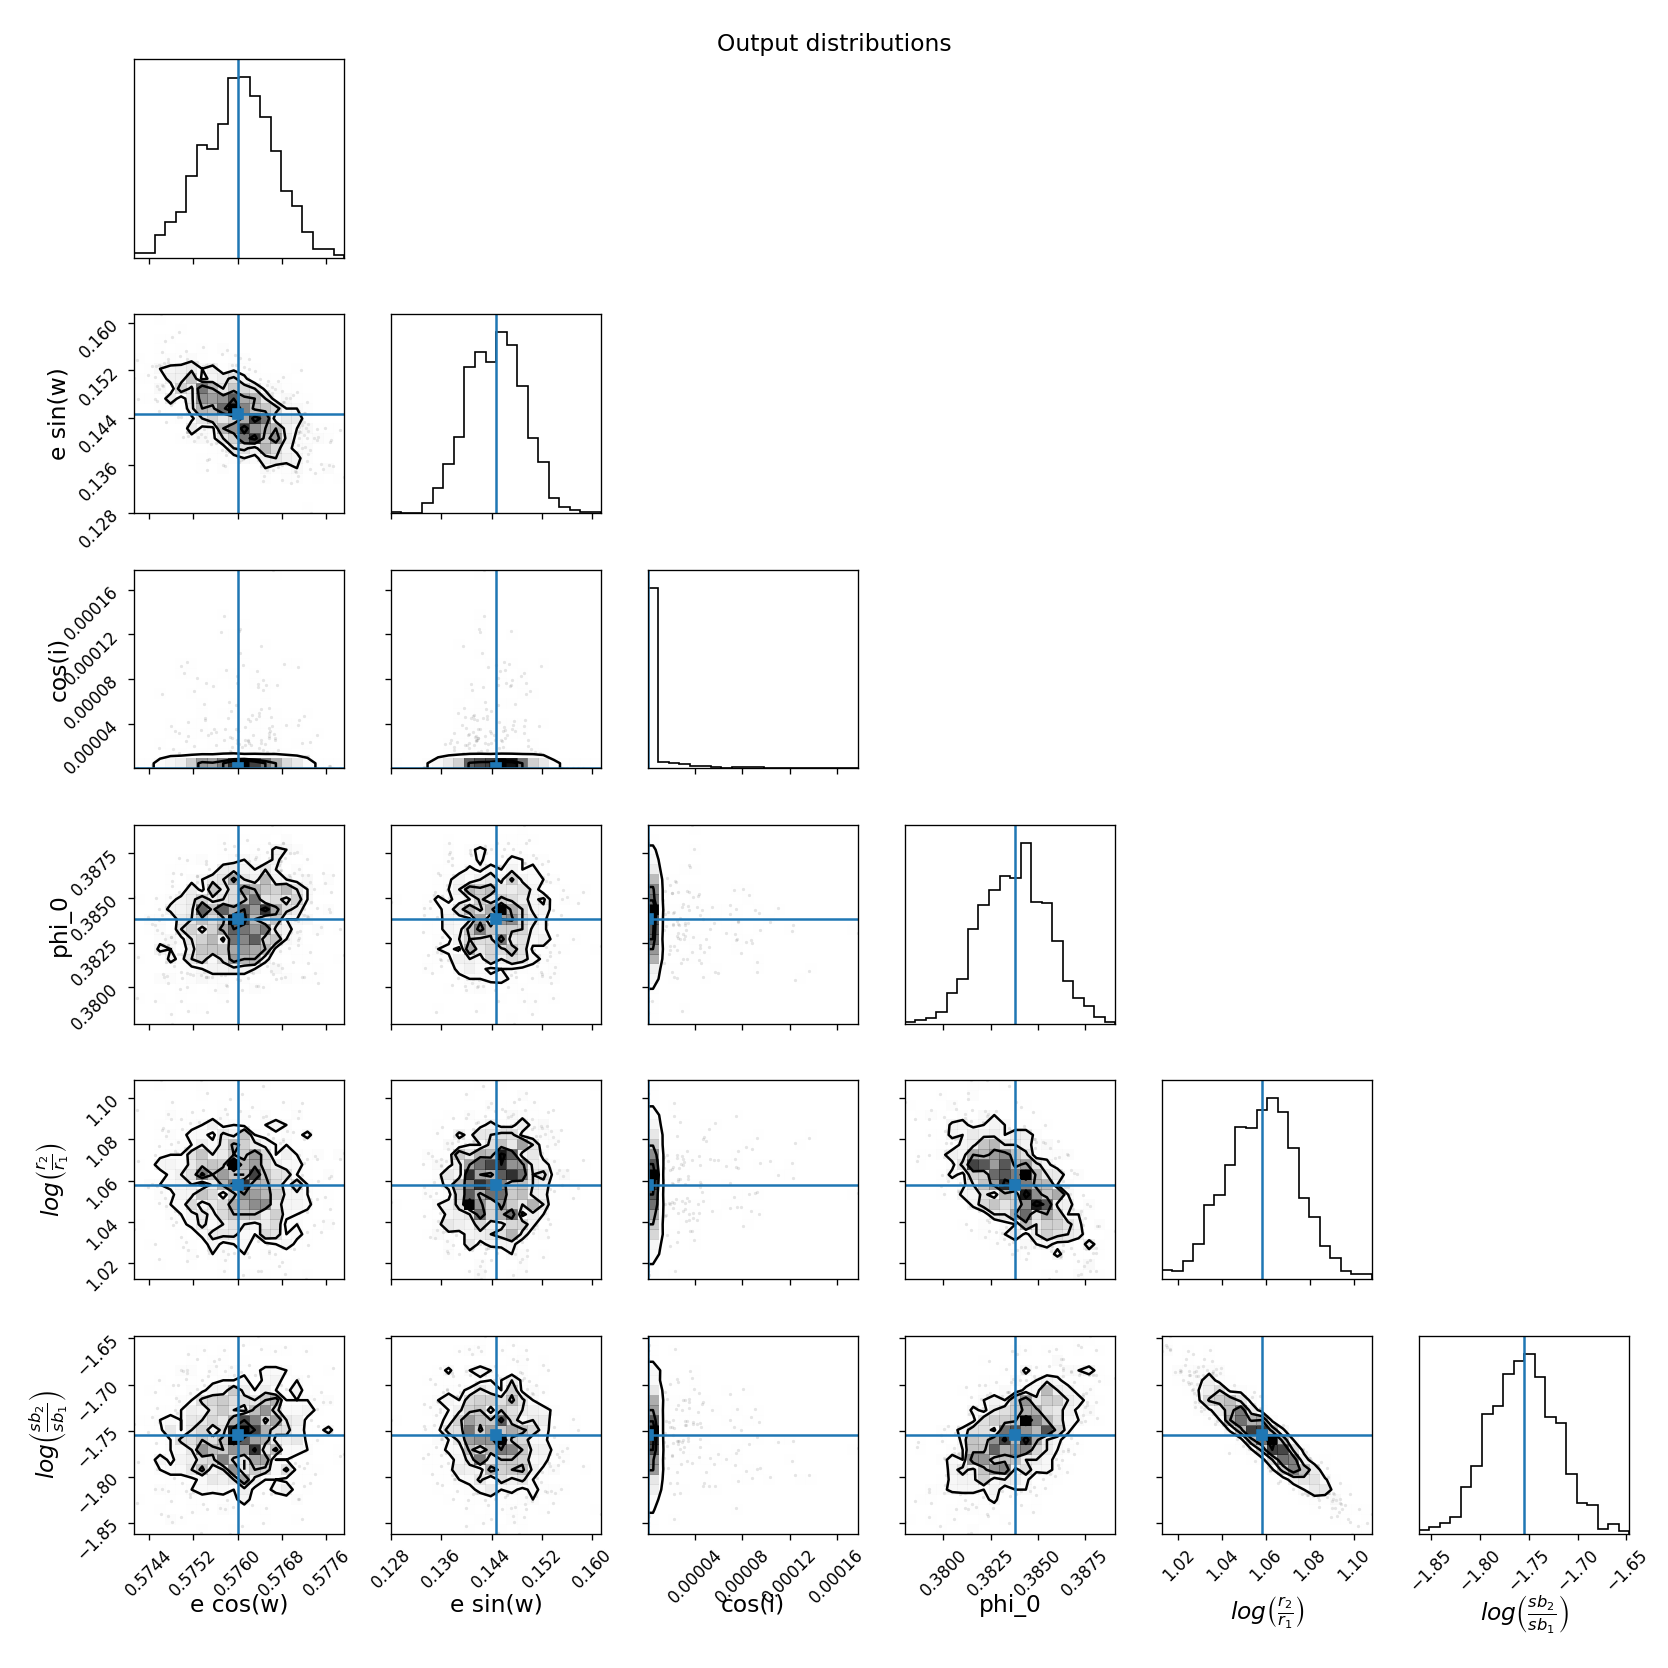 Output distributions
0.160
0.152
0.144
0.136
0.128
e sin(w)
0.00016
0.00012
0.00008
0.00004
cos(i)
0.3875
0.3850
0.3825
0.3800
phi_0
1.10
1.08
1.06
1.04
1.02
log(r₂/r₁)
−1.65
−1.70
−1.75
−1.80
−1.85
log(sb₂/sb₁)
0.5744 0.5752 0.5760 0.5768 0.5776 0.128 0.136 0.144 0.152 0.160 0.00004 0.00008 0.00012 0.00016 0.3800 0.3825 0.3850 0.3875 1.02 1.04 1.06 1.08 1.10 −1.85 −1.80 −1.75 −1.70 −1.65
e cos(w) e sin(w) cos(i) phi_0 log(r₂/r₁) log(sb₂/sb₁)